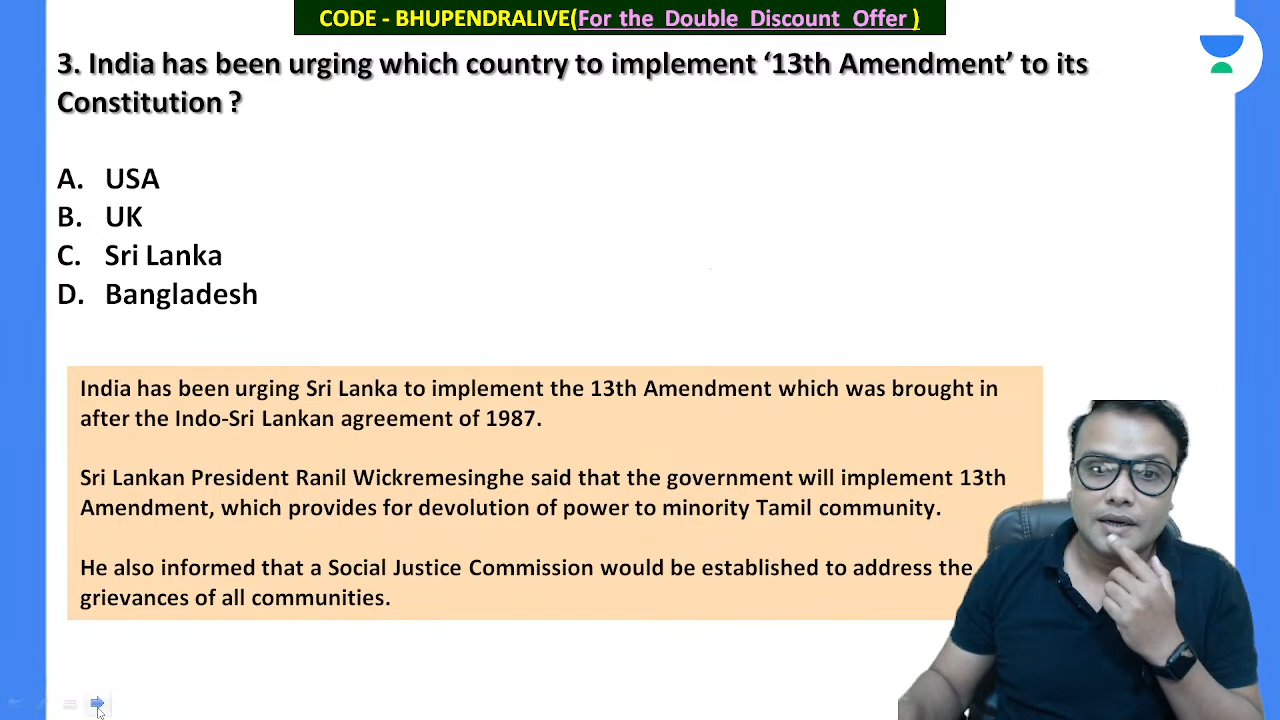 CODE - BHUPENDRALIVE(For the Double Discount Offer )
3. India has been urging which country to implement ‘13th Amendment’ to its
Constitution ?
A. USA
B. UK
C. Sri Lanka
D. Bangladesh
India has been urging Sri Lanka to implement the 13th Amendment which was brought in
after the Indo-Sri Lankan agreement of 1987.
Sri Lankan President Ranil Wickremesinghe said that the government will implement 13th
Amendment, which provides for devolution of power to minority Tamil community.
He also informed that a Social Justice Commission would be established to address the
grievances of all communities.